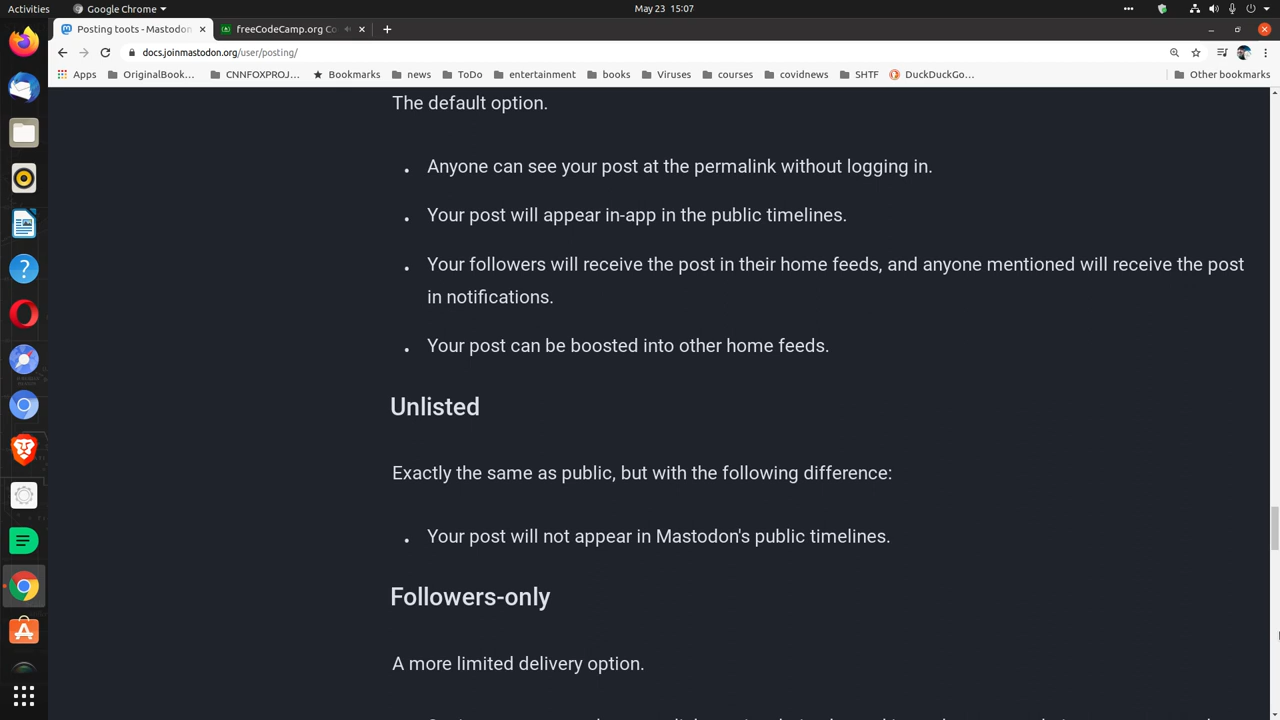 Activities
Google Chrome
May 23 15:07
Posting toots - Mastodon
freeCodeCamp.org Co
docs.joinmastodon.org/user/posting/
Apps
OriginalBook...
CNNFOXPROJ...
Bookmarks
news
ToDo
entertainment
books
Viruses
courses
covidnews
SHTF
DuckDuckGo...
Other bookmarks
The default option.
Anyone can see your post at the permalink without logging in.
Your post will appear in-app in the public timelines.
Your followers will receive the post in their home feeds, and anyone mentioned will receive the post
in notifications.
Your post can be boosted into other home feeds.
Unlisted
Exactly the same as public, but with the following difference:
Your post will not appear in Mastodon's public timelines.
Followers-only
A more limited delivery option.